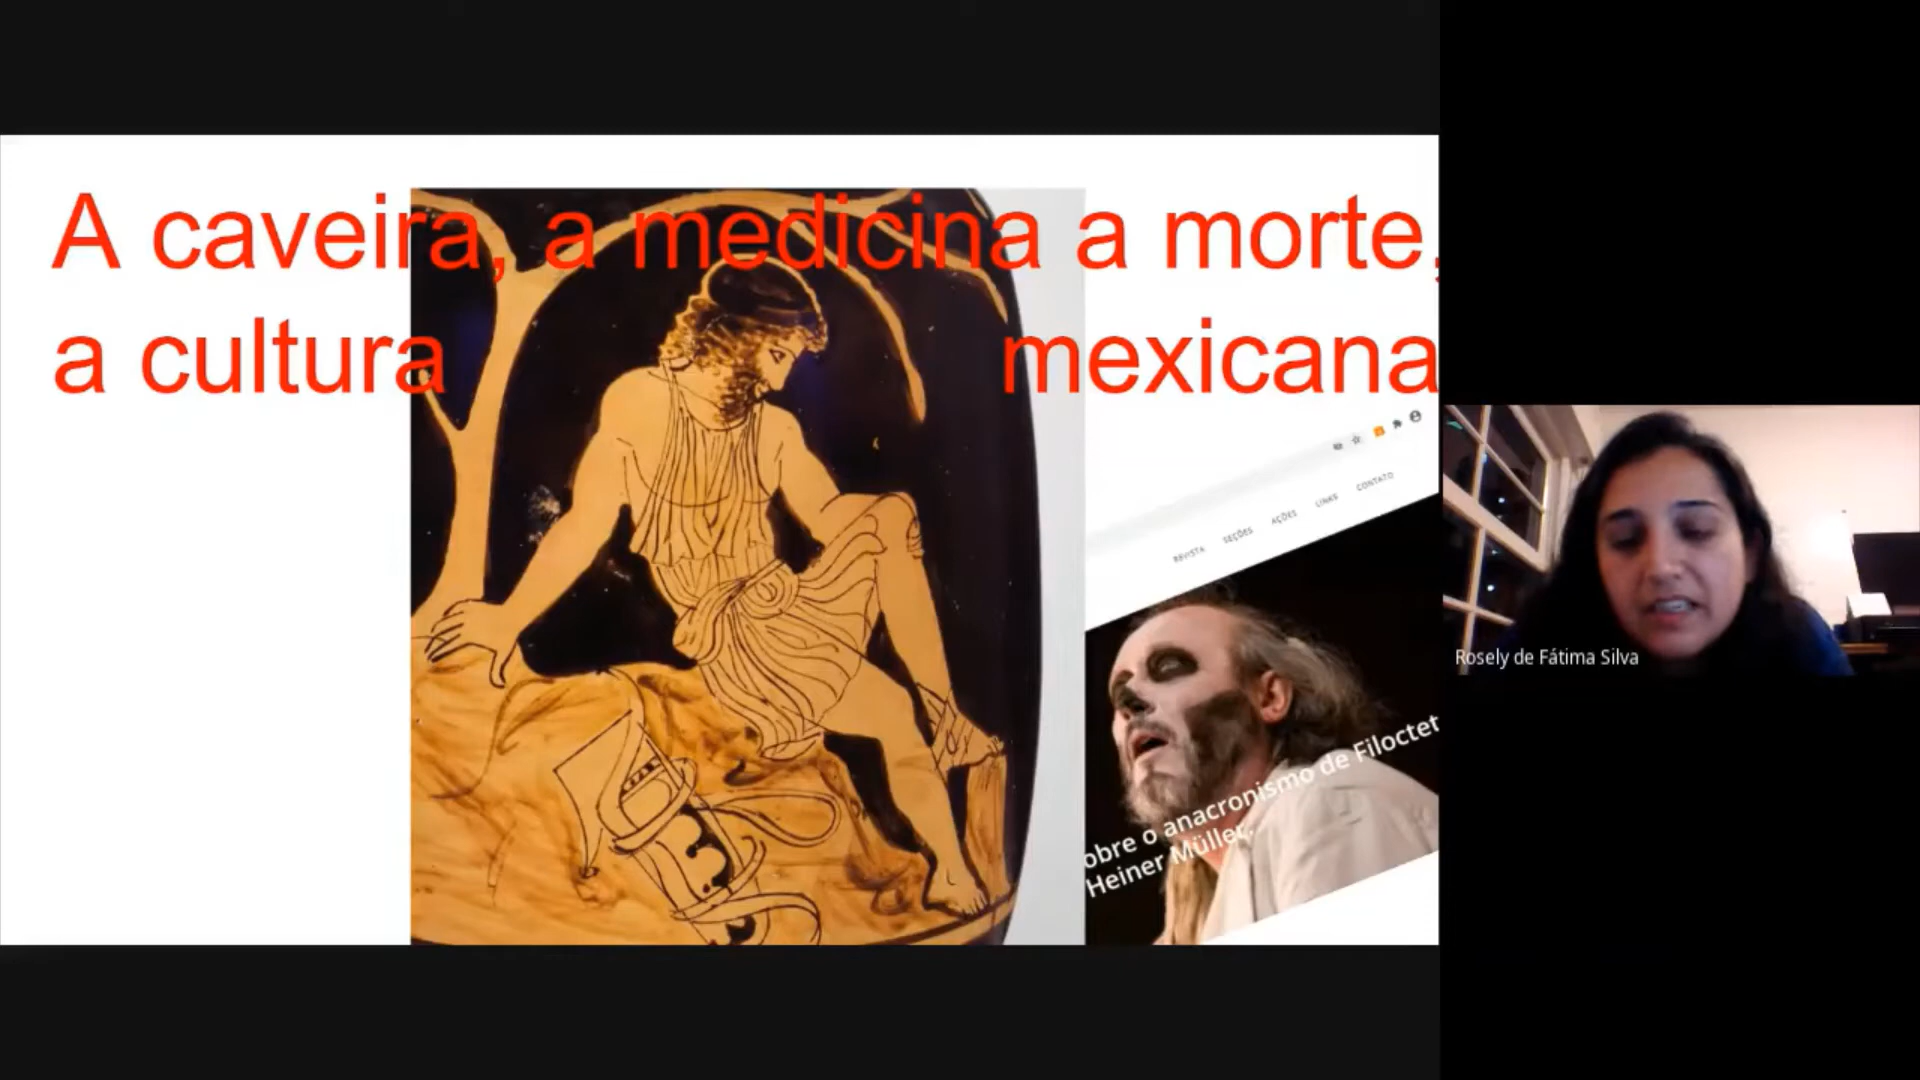 A caveira, a medicina a morte,
a cultura mexicana
REVISTA SEÇÕES AÇÕES LINKS CONTATO
obre o anacronismo de Filoctet
Heiner Müller.
Rosely de Fátima Silva